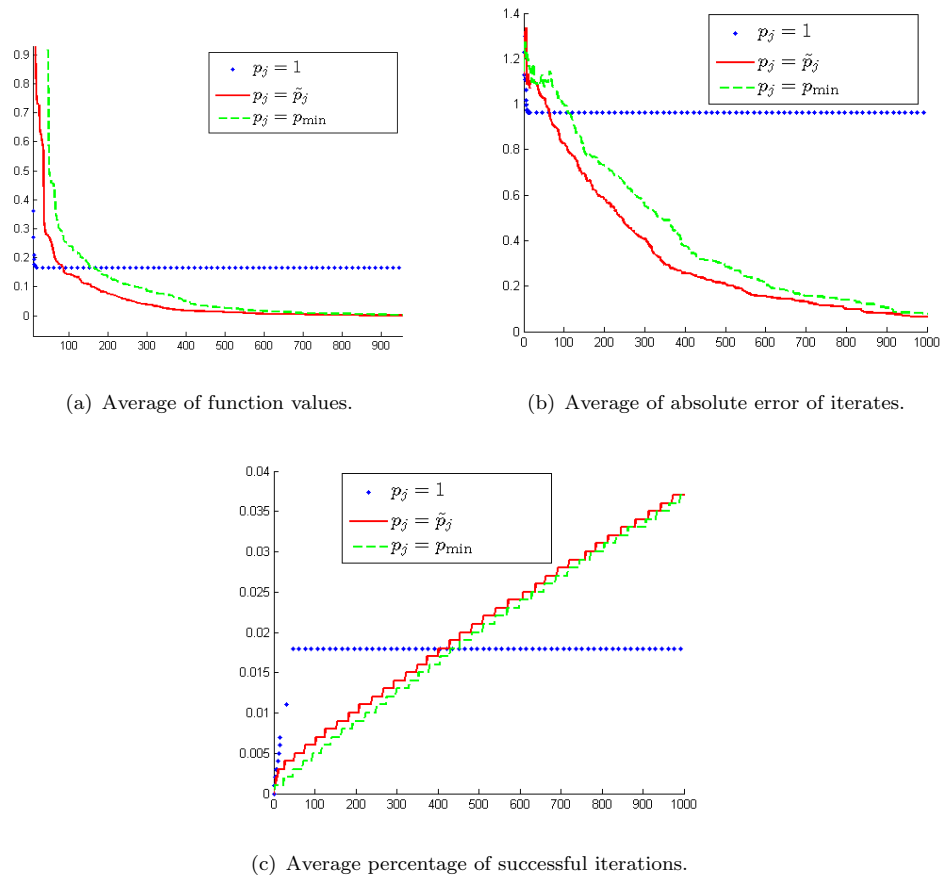 0.9
0.8
0.7
0.6
0.5
0.4
0.3
0.2
0.1
0
100 200 300 400 500 600 700 800 900
p_j = 1
p_j = p̃_j
p_j = p_min
(a) Average of function values.
1.4
1.2
1
0.8
0.6
0.4
0.2
0
0 100 200 300 400 500 600 700 800 900 1000
p_j = 1
p_j = p̃_j
p_j = p_min
(b) Average of absolute error of iterates.
0.04
0.035
0.03
0.025
0.02
0.015
0.01
0.005
0
0 100 200 300 400 500 600 700 800 900 1000
p_j = 1
p_j = p̃_j
p_j = p_min
(c) Average percentage of successful iterations.